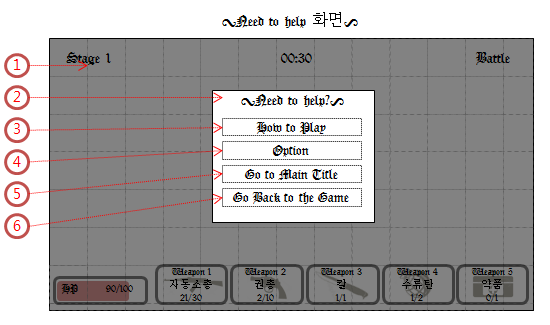 ~Need to help 화면~
Stage 1
00:30
Battle
~Need to help?~
How to Play
Option
Go to Main Title
Go Back to the Game
1
2
3
4
5
6
HP 90/100
Weapon 1
자동소총
21/30
Weapon 2
권총
2/10
Weapon 3
칼
1/1
Weapon 4
수류탄
1/2
Weapon 5
약품
0/1